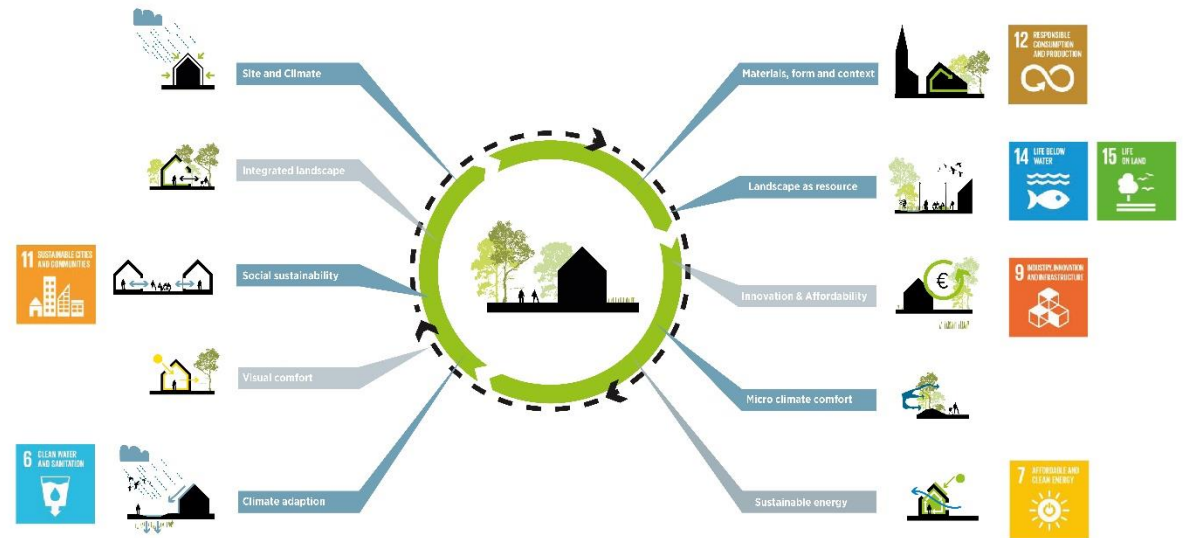 Site and Climate
Integrated landscape
11 SUSTAINABLE CITIES
AND COMMUNITIES
Social sustainability
Visual comfort
6 CLEAN WATER
AND SANITATION
Climate adaption
Materials, form and context
12 RESPONSIBLE
CONSUMPTION
AND PRODUCTION
Landscape as resource
14 LIFE BELOW
WATER
15 LIFE
ON LAND
Innovation & Affordability
€
9 INDUSTRY, INNOVATION
AND INFRASTRUCTURE
Micro climate comfort
Sustainable energy
7 AFFORDABLE AND
CLEAN ENERGY